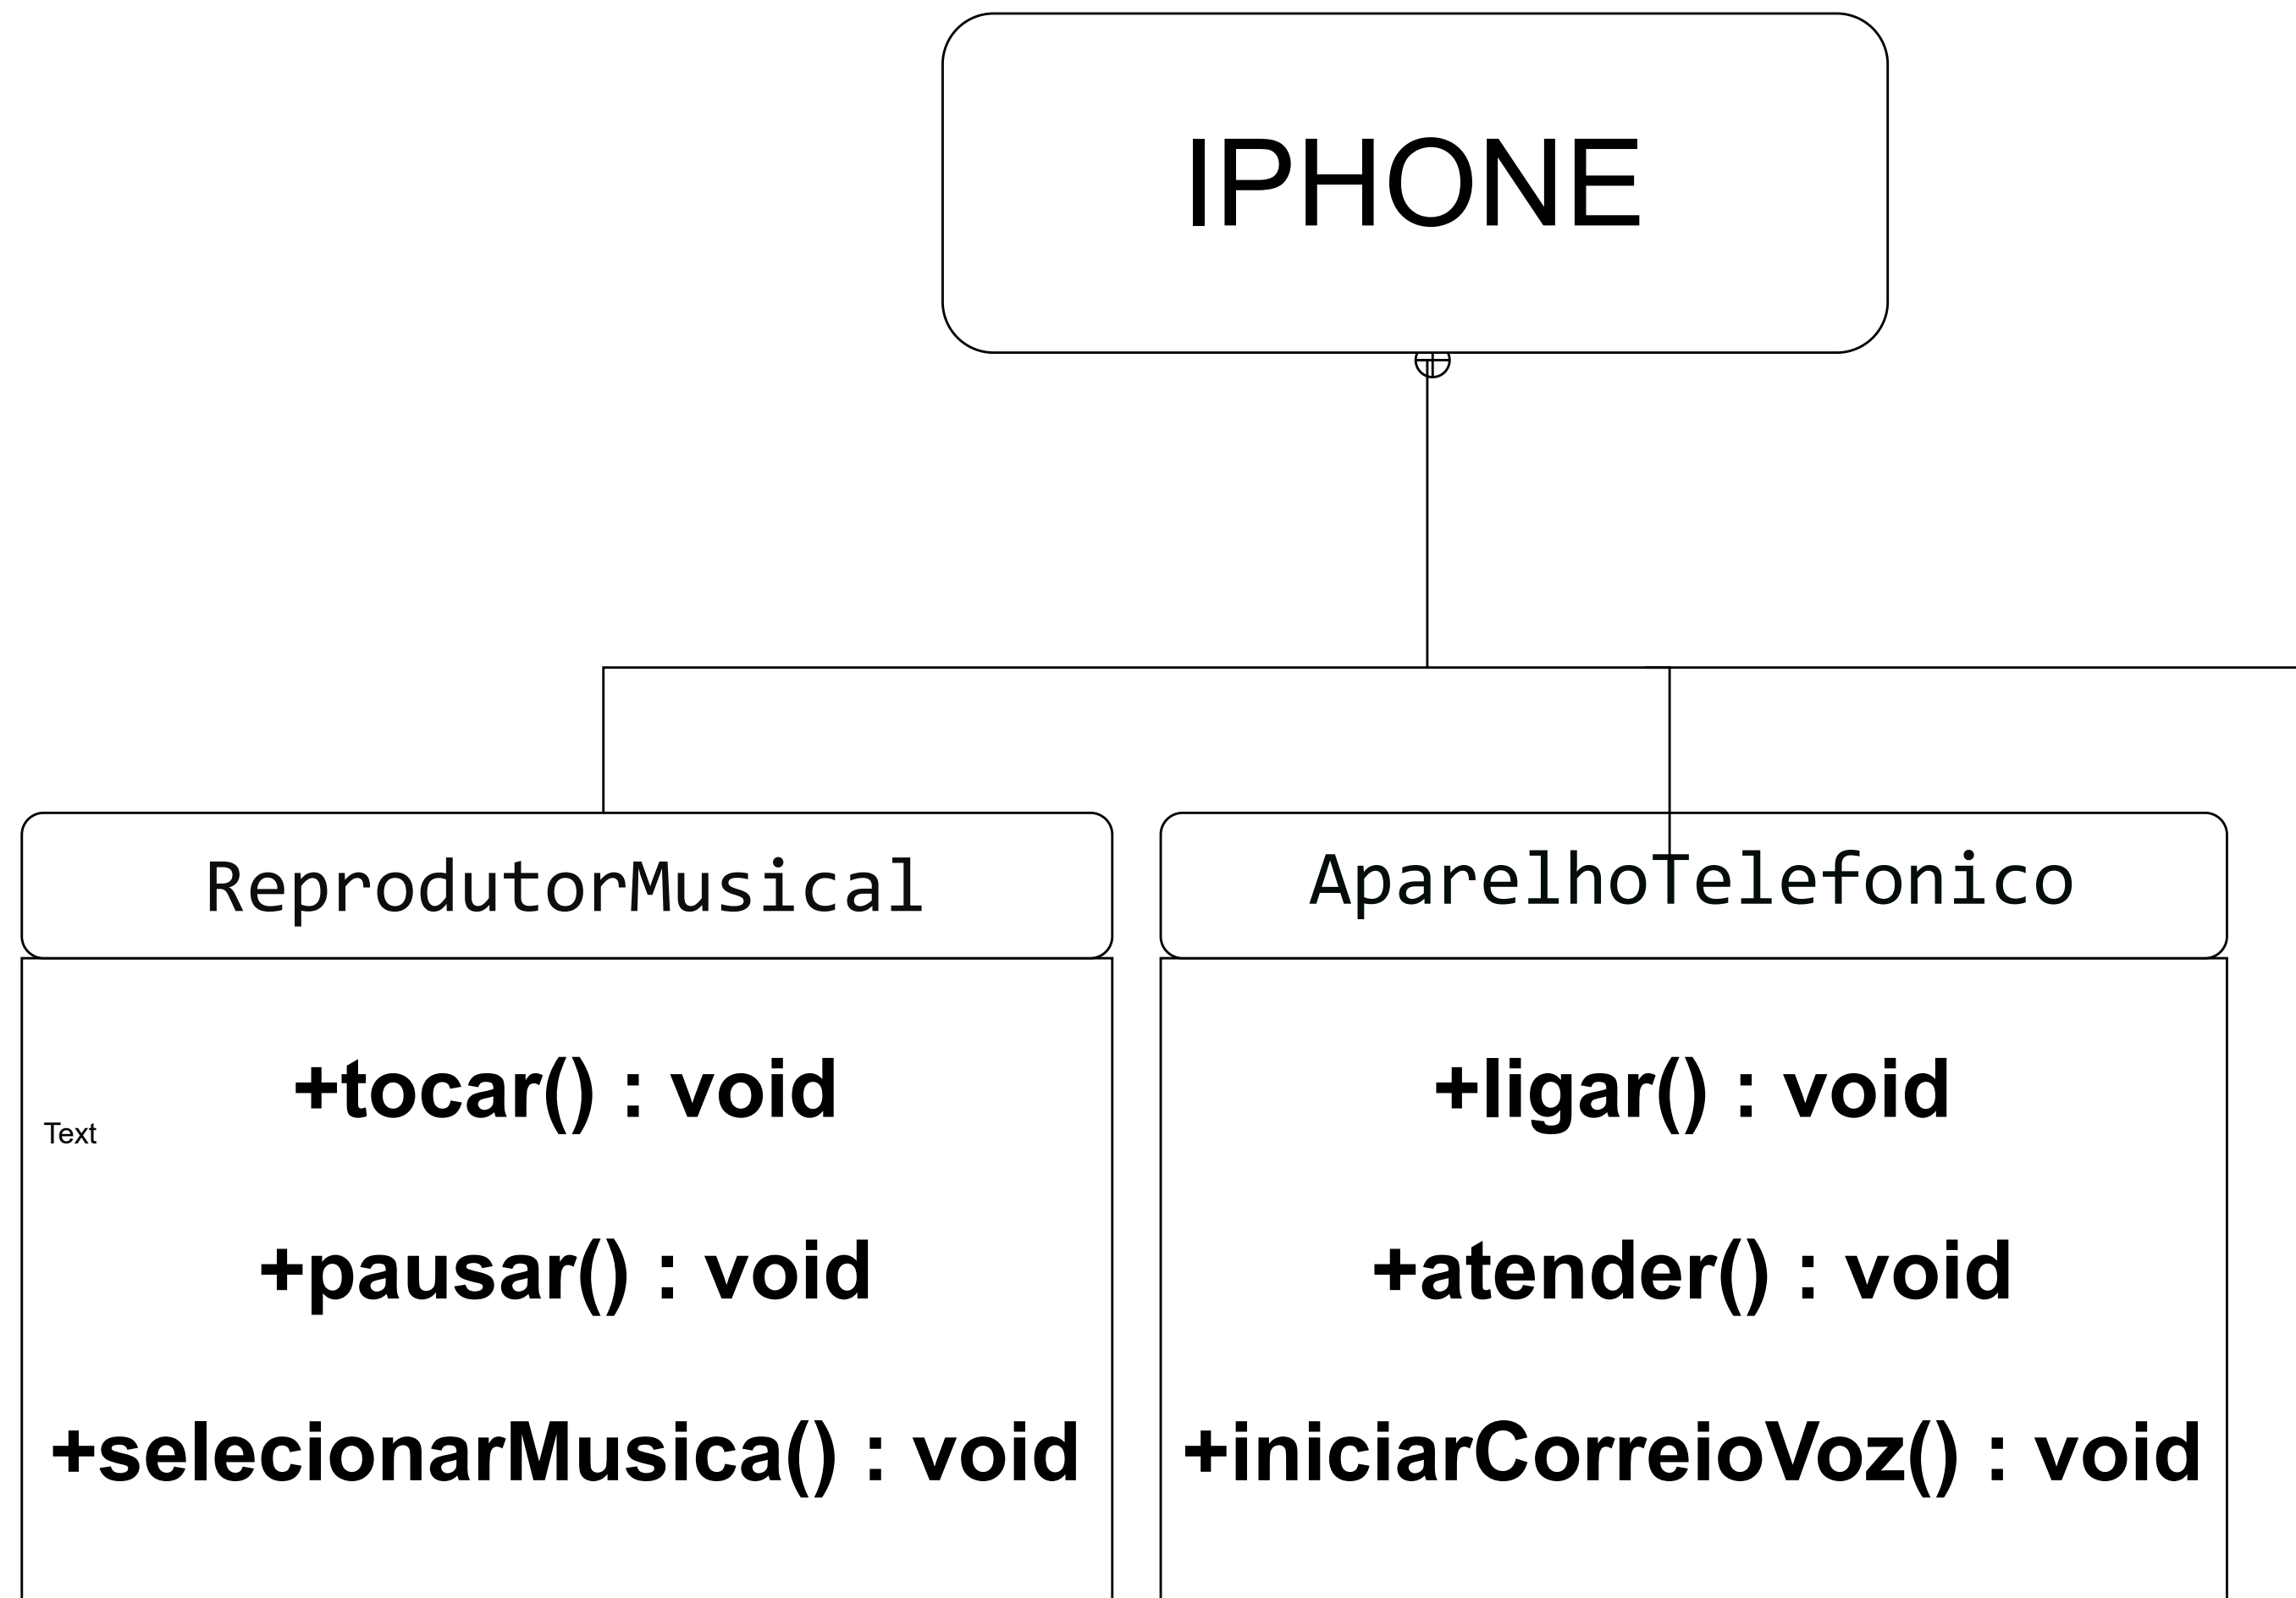 IPHONE
ReprodutorMusical
+tocar() : void
Text
+pausar() : void
+selecionarMusica() : void
AparelhoTelefonico
+ligar() : void
+atender() : void
+iniciarCorreioVoz() : void